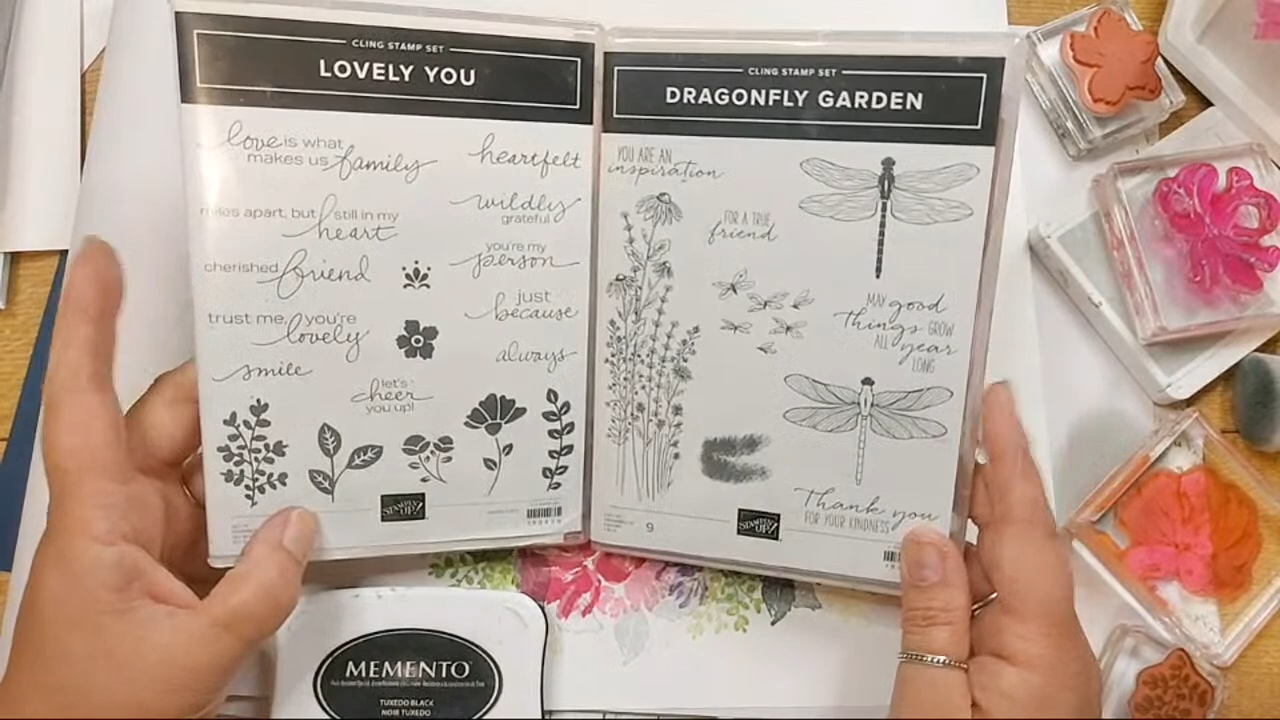 CLING STAMP SET
LOVELY YOU
love is what
makes us family
heartfelt
miles apart, but still in my
heart
wildly
grateful
cherished friend
you're my
person
trust me, you're
lovely
just
because
smile
always
let's
cheer
you up!
STAMPIN' UP!
CLING STAMP SET
DRAGONFLY GARDEN
YOU ARE AN
inspiration
FOR A TRUE
friend
MAY good
Things GROW
ALL year
LONG
Thank you
FOR YOUR KINDNESS
9
STAMPIN' UP!
MEMENTO
TUXEDO BLACK
NOIR TUXEDO